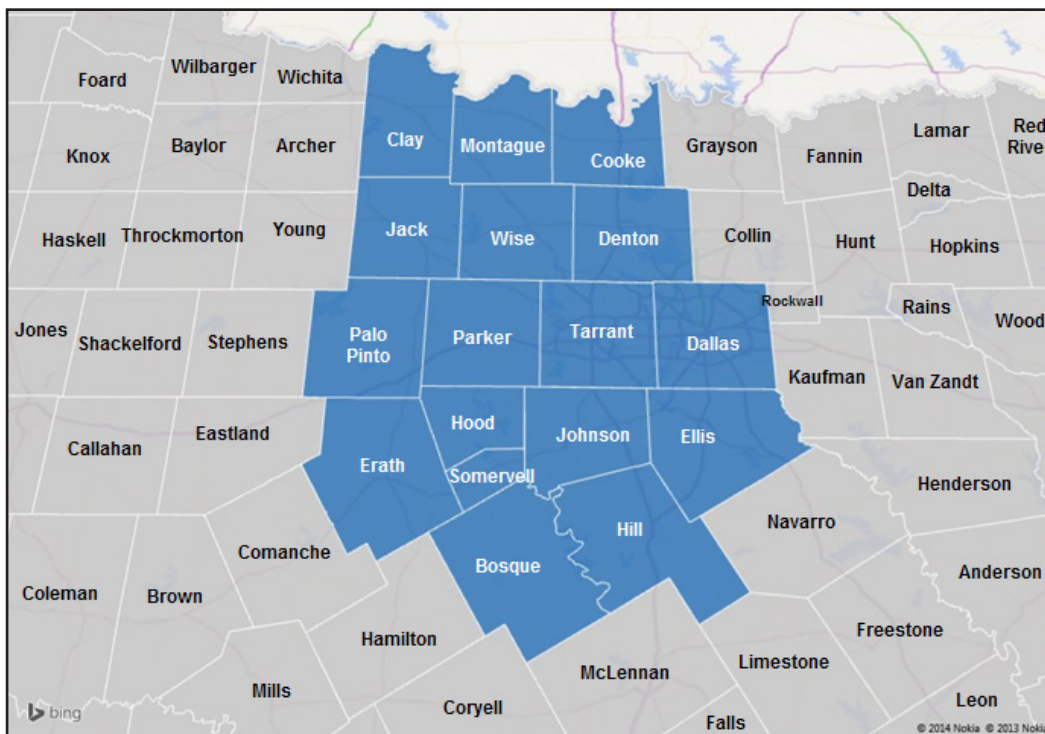 Foard
Wilbarger
Wichita
Knox
Baylor
Archer
Clay
Montague
Cooke
Grayson
Fannin
Lamar
Red
River
Delta
Haskell
Throckmorton
Young
Jack
Wise
Denton
Collin
Hunt
Hopkins
Jones
Shackelford
Stephens
Palo
Pinto
Parker
Tarrant
Dallas
Rockwall
Rains
Wood
Kaufman
Van Zandt
Callahan
Eastland
Erath
Hood
Somervell
Johnson
Ellis
Henderson
Navarro
Comanche
Bosque
Hill
Anderson
Coleman
Brown
Hamilton
Freestone
Mills
Coryell
McLennan
Limestone
Leon
Falls
bing
© 2014 Nokia © 2013 Nokia